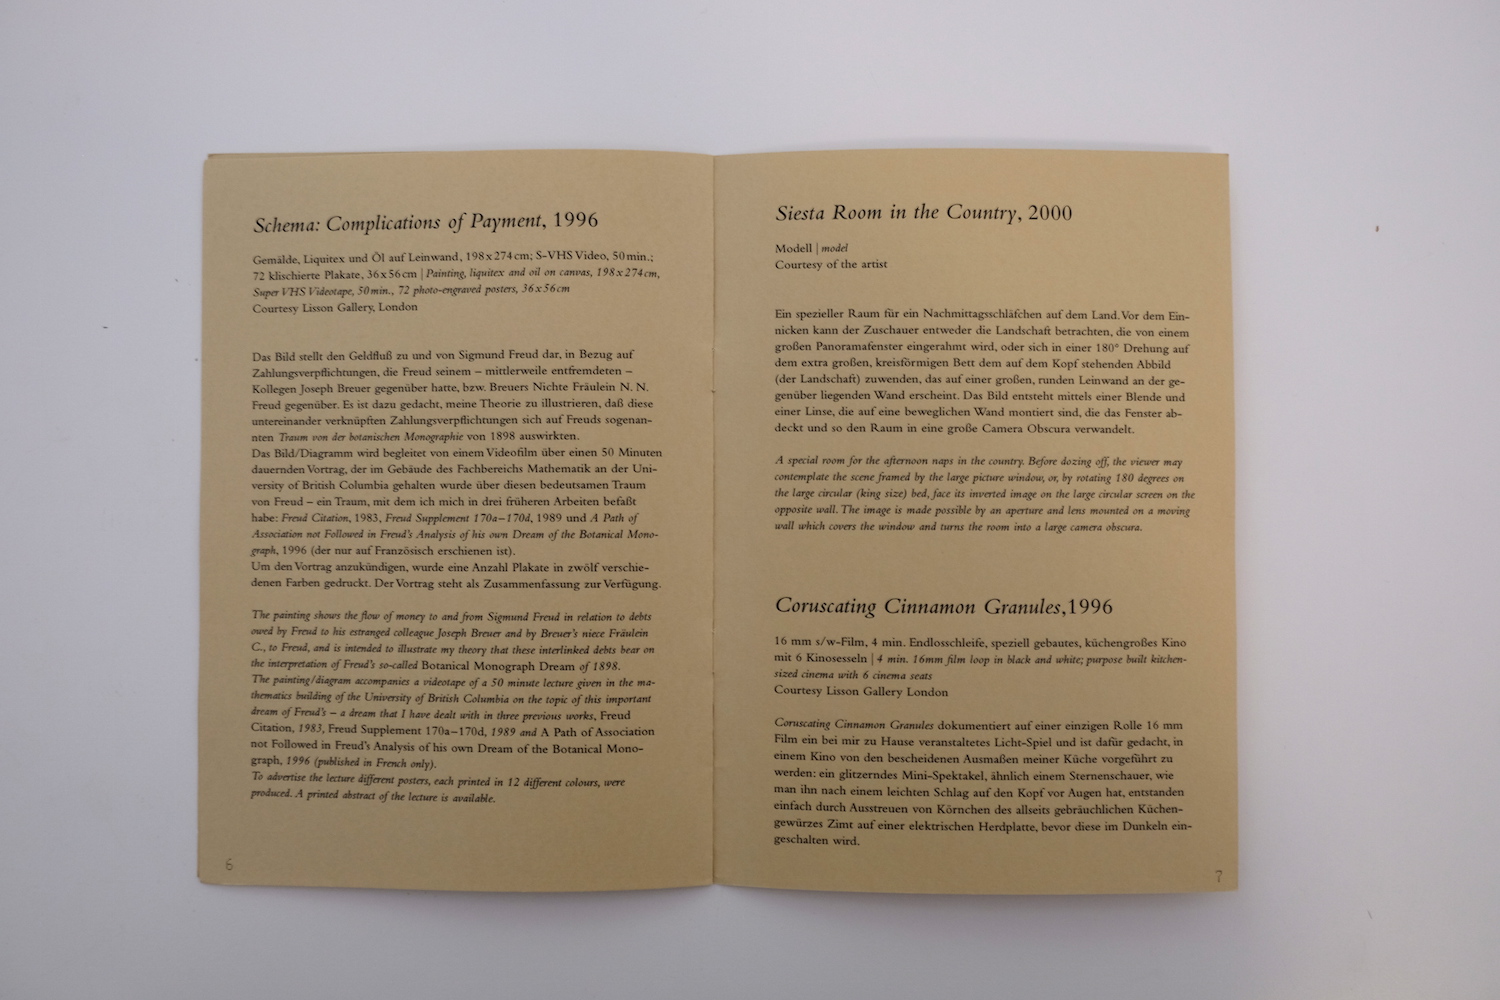 Schema: Complications of Payment, 1996
Gemälde, Liquitex und Öl auf Leinwand, 198x274cm; S-VHS Video, 50min.;
72 klischierte Plakate, 36x56cm | Painting, liquitex and oil on canvas, 198x274cm,
Super VHS Videotape, 50min., 72 photo-engraved posters, 36x56cm
Courtesy Lisson Gallery, London
Das Bild stellt den Geldfluß zu und von Sigmund Freud dar, in Bezug auf
Zahlungsverpflichtungen, die Freud seinem – mittlerweile entfremdeten –
Kollegen Joseph Breuer gegenüber hatte, bzw. Breuers Nichte Fräulein N. N.
Freud gegenüber. Es ist dazu gedacht, meine Theorie zu illustrieren, daß diese
untereinander verknüpften Zahlungsverpflichtungen sich auf Freuds sogenan-
nten Traum von der botanischen Monographie von 1898 auswirkten.
Das Bild/Diagramm wird begleitet von einem Videofilm über einen 50 Minuten
dauernden Vortrag, der im Gebäude des Fachbereichs Mathematik an der Uni-
versity of British Columbia gehalten wurde über diesen bedeutsamen Traum
von Freud – ein Traum, mit dem ich mich in drei früheren Arbeiten befaßt
habe: Freud Citation, 1983, Freud Supplement 170a–170d, 1989 und A Path of
Association not Followed in Freud's Analysis of his own Dream of the Botanical Mono-
graph, 1996 (der nur auf Französisch erschienen ist).
Um den Vortrag anzukündigen, wurde eine Anzahl Plakate in zwölf verschie-
denen Farben gedruckt. Der Vortrag steht als Zusammenfassung zur Verfügung.
The painting shows the flow of money to and from Sigmund Freud in relation to debts
owed by Freud to his estranged colleague Joseph Breuer and by Breuer's niece Fräulein
C., to Freud, and is intended to illustrate my theory that these interlinked debts bear on
the interpretation of Freud's so-called Botanical Monograph Dream of 1898.
The painting/diagram accompanies a videotape of a 50 minute lecture given in the ma-
thematics building of the University of British Columbia on the topic of this important
dream of Freud's – a dream that I have dealt with in three previous works, Freud
Citation, 1983, Freud Supplement 170a–170d, 1989 and A Path of Association
not Followed in Freud's Analysis of his own Dream of the Botanical Mono-
graph, 1996 (published in French only).
To advertise the lecture different posters, each printed in 12 different colours, were
produced. A printed abstract of the lecture is available.
6
Siesta Room in the Country, 2000
Modell | model
Courtesy of the artist
Ein spezieller Raum für ein Nachmittagsschläfchen auf dem Land. Vor dem Ein-
nicken kann der Zuschauer entweder die Landschaft betrachten, die von einem
großen Panoramafenster eingerahmt wird, oder sich in einer 180° Drehung auf
dem extra großen, kreisförmigen Bett dem auf dem Kopf stehenden Abbild
(der Landschaft) zuwenden, das auf einer großen, runden Leinwand an der ge-
genüber liegenden Wand erscheint. Das Bild entsteht mittels einer Blende und
einer Linse, die auf eine beweglichen Wand montiert sind, die das Fenster ab-
deckt und so den Raum in eine große Camera Obscura verwandelt.
A special room for the afternoon naps in the country. Before dozing off, the viewer may
contemplate the scene framed by the large picture window, or, by rotating 180 degrees on
the large circular (king size) bed, face its inverted image on the large circular screen on the
opposite wall. The image is made possible by an aperture and lens mounted on a moving
wall which covers the window and turns the room into a large camera obscura.
Coruscating Cinnamon Granules,1996
16 mm s/w-Film, 4 min. Endlosschleife, speziell gebautes, küchengroßes Kino
mit 6 Kinosesseln | 4 min. 16mm film loop in black and white; purpose built kitchen-
sized cinema with 6 cinema seats
Courtesy Lisson Gallery London
Coruscating Cinnamon Granules dokumentiert auf einer einzigen Rolle 16 mm
Film ein bei mir zu Hause veranstaltetes Licht-Spiel und ist dafür gedacht, in
einem Kino von den bescheidenen Ausmaßen meiner Küche vorgeführt zu
werden: ein glitzerndes Mini-Spektakel, ähnlich einem Sternenschauer, wie
man ihn nach einem leichten Schlag auf den Kopf vor Augen hat, entstanden
einfach durch Ausstreuen von Körnchen des allseits gebräuchlichen Küchen-
gewürzes Zimt auf einer elektrischen Herdplatte, bevor diese im Dunkeln ein-
geschalten wird.
7